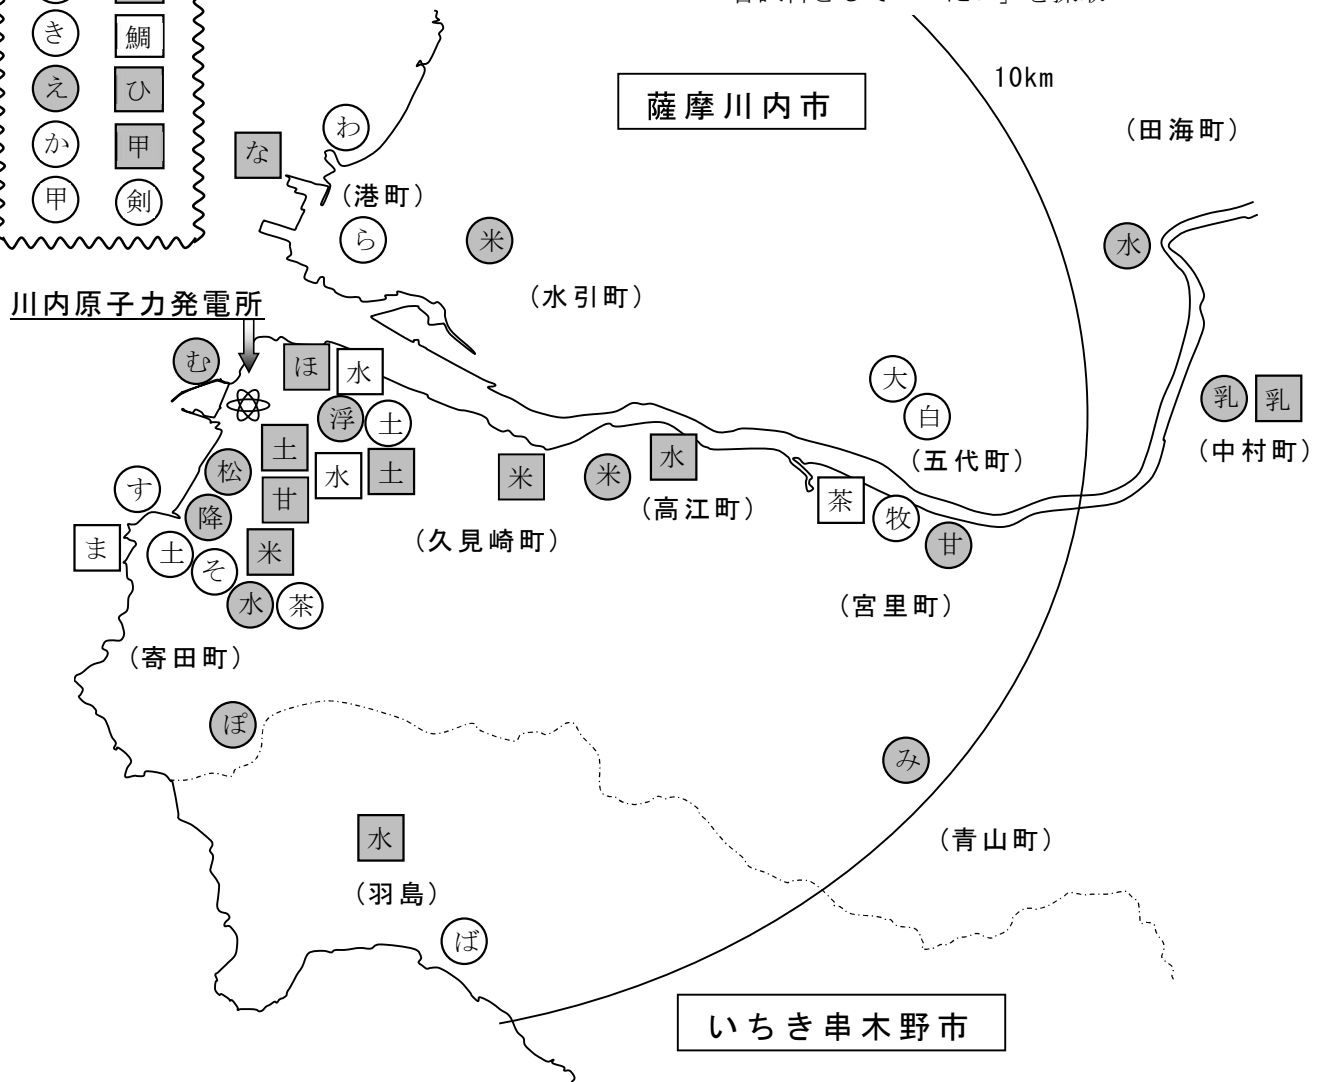 き 鯛
え ひ
か 甲
甲 剣
10km
薩摩川内市
(田海町)
わ
な
(港町)
ら
米
水
(水引町)
川内原子力発電所
む
ほ 水
大
浮 土
白
乳 乳
土
(五代町)
(中村町)
松
水 土
水
米 米
す
甘
茶
(高江町)
降
牧
ま
土
米
(久見崎町)
甘
そ
水 茶
(宮里町)
(寄田町)
ぽ
み
水
(青山町)
(羽島)
ば
いちき串木野市